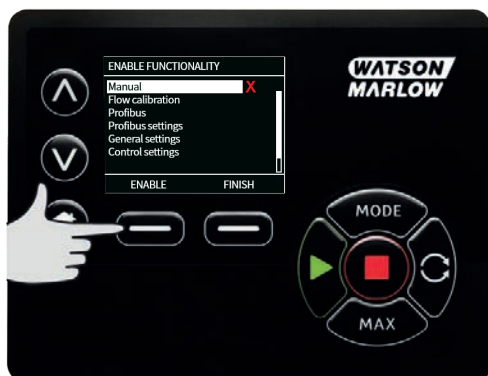 ENABLE FUNCTIONALITY
Manual X
Flow calibration
Profibus
Profibus settings
General settings
Control settings
ENABLE FINISH
WATSON
MARLOW
MODE
MAX